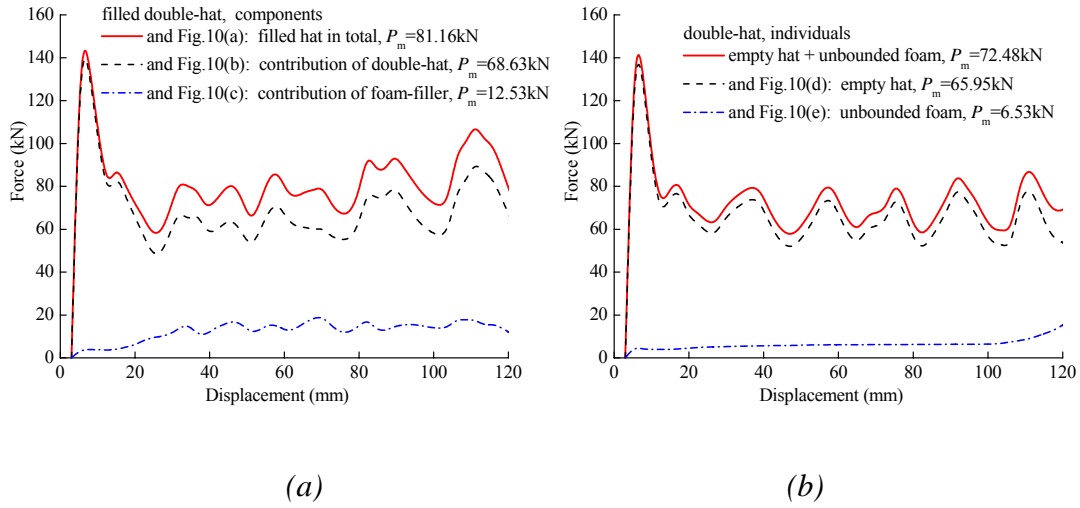 filled double-hat, components
and Fig.10(a): filled hat in total, Pm=81.16kN
and Fig.10(b): contribution of double-hat, Pm=68.63kN
and Fig.10(c): contribution of foam-filler, Pm=12.53kN
160
140
120
100
80
60
40
20
0
Force (kN)
0 20 40 60 80 100 120
Displacement (mm)
(a)
double-hat, individuals
empty hat + unbounded foam, Pm=72.48kN
and Fig.10(d): empty hat, Pm=65.95kN
and Fig.10(e): unbounded foam, Pm=6.53kN
160
140
120
100
80
60
40
20
0
Force (kN)
0 20 40 60 80 100 120
Displacement (mm)
(b)